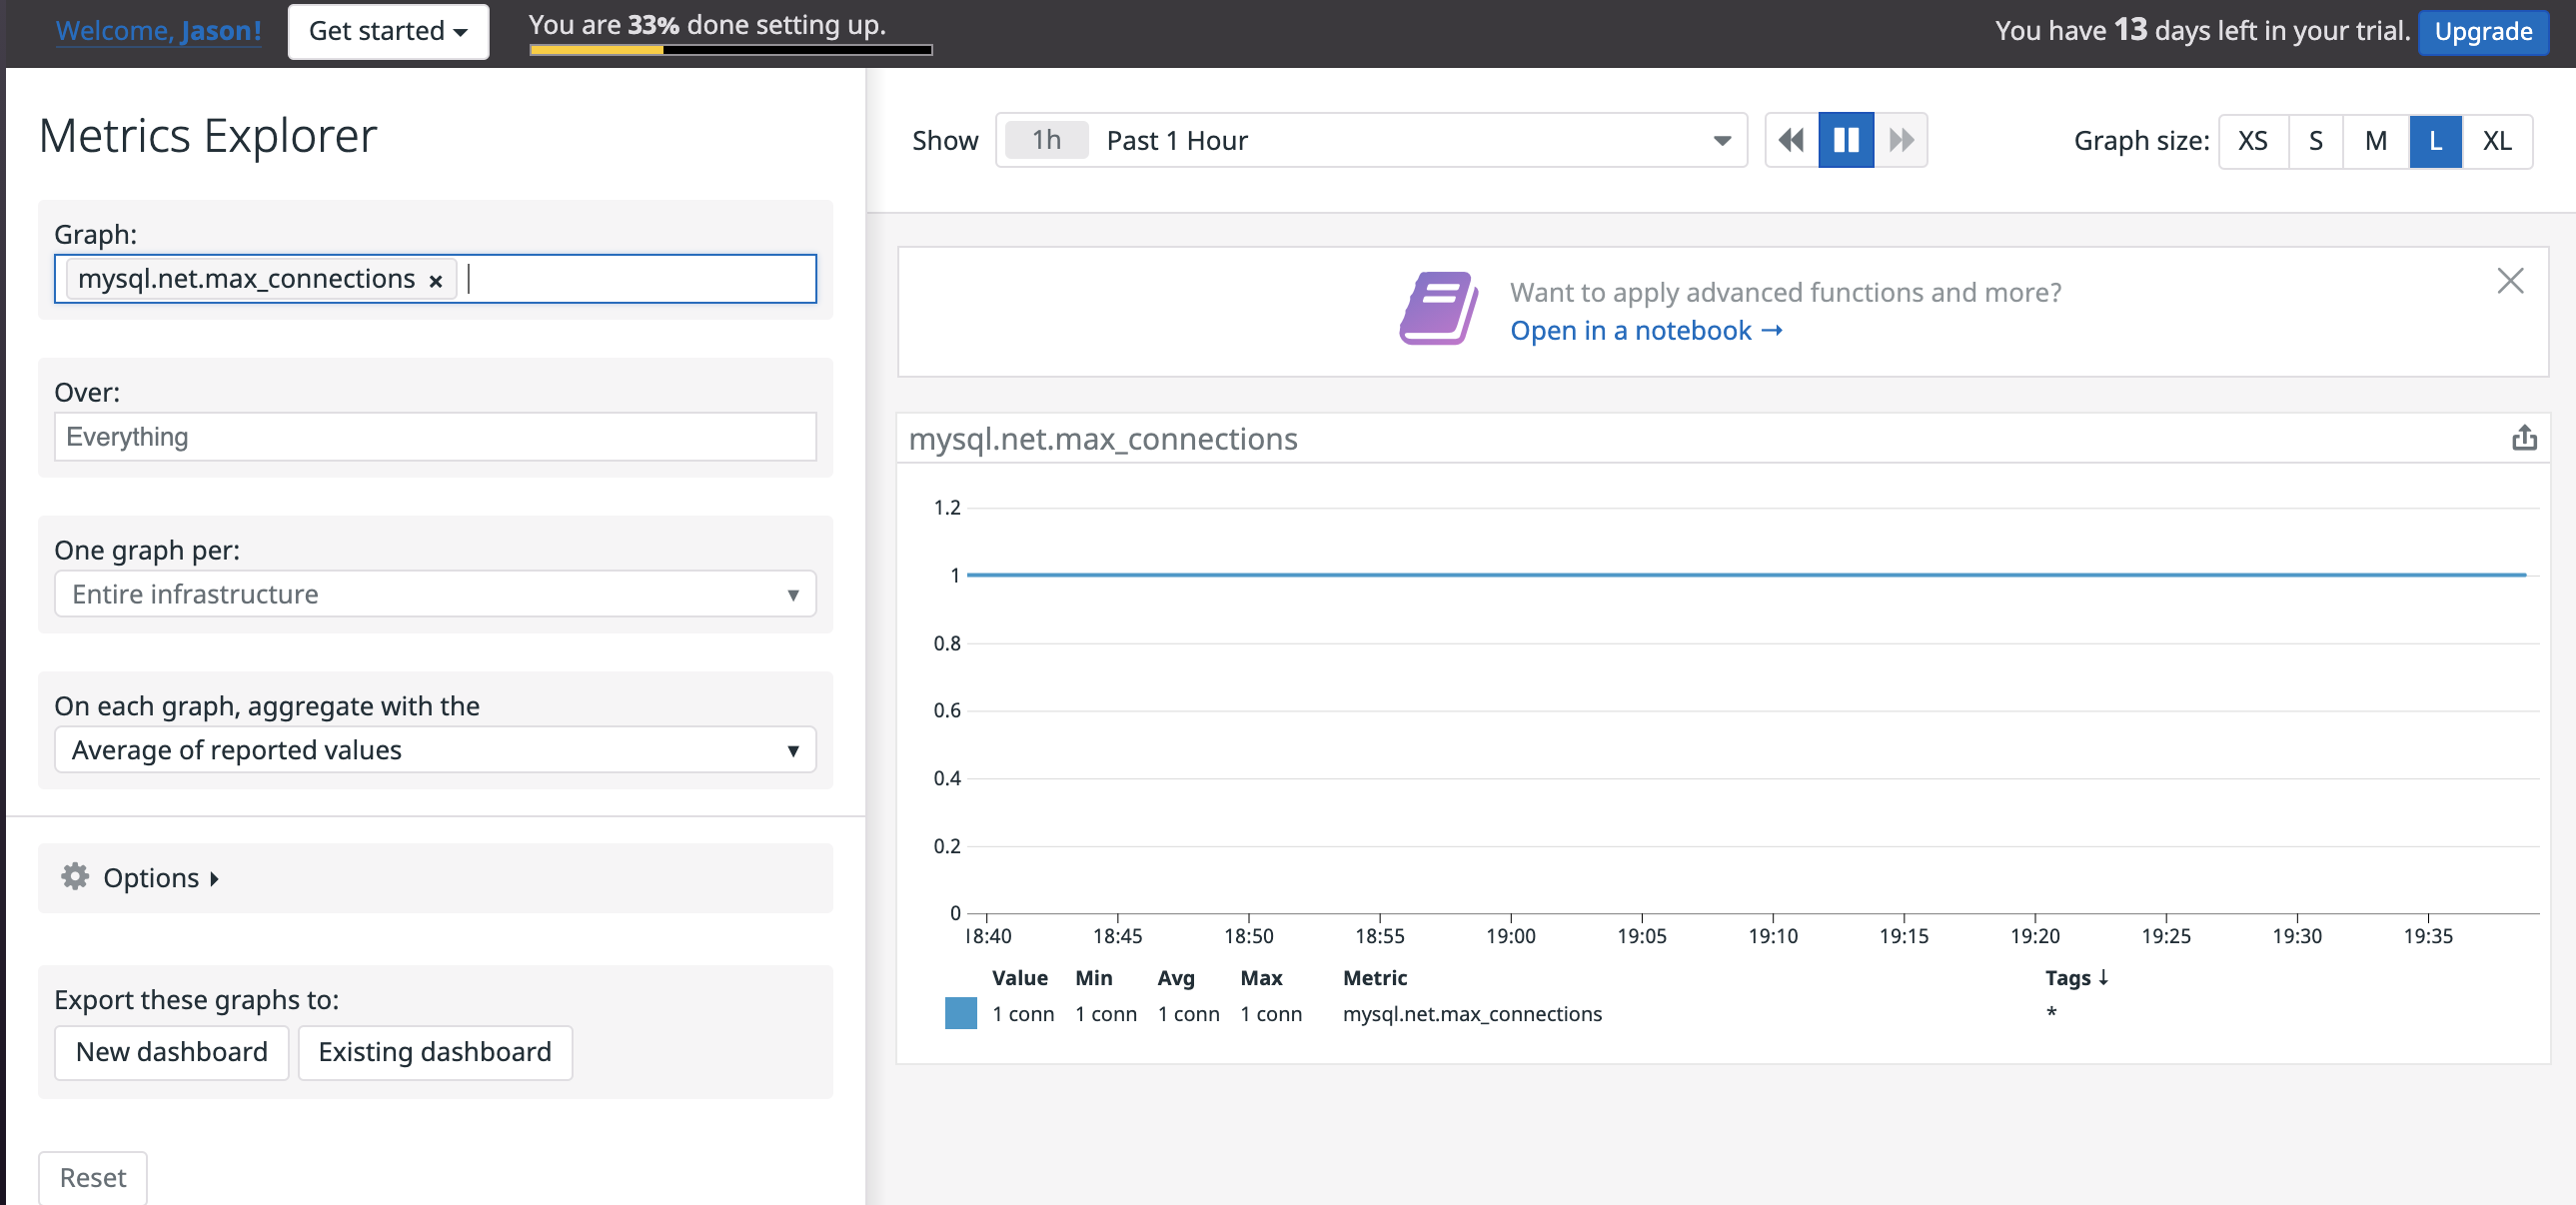 Welcome, Jason!
Get started
You are 33% done setting up.
You have 13 days left in your trial.
Upgrade
Metrics Explorer
Graph:
mysql.net.max_connections ×
Over:
Everything
One graph per:
Entire infrastructure
On each graph, aggregate with the
Average of reported values
Options
Export these graphs to:
New dashboard
Existing dashboard
Reset
Show
1h Past 1 Hour
Graph size:
XS S M L XL
Want to apply advanced functions and more?
Open in a notebook →
mysql.net.max_connections
1.2
1
0.8
0.6
0.4
0.2
0
18:40 18:45 18:50 18:55 19:00 19:05 19:10 19:15 19:20 19:25 19:30 19:35
Value Min Avg Max Metric Tags ↓
1 conn 1 conn 1 conn 1 conn mysql.net.max_connections *